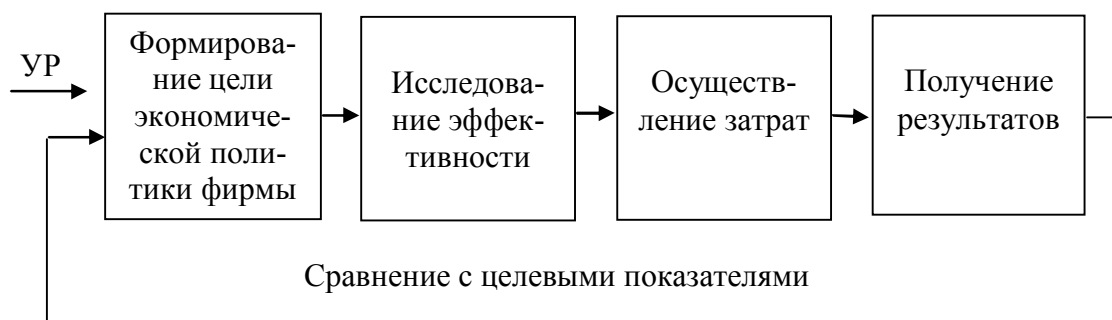 УР
Формирова-
ние цели
экономиче-
ской поли-
тики фирмы
Исследова-
ние эффек-
тивности
Осуществ-
ление затрат
Получение
результатов
Сравнение с целевыми показателями